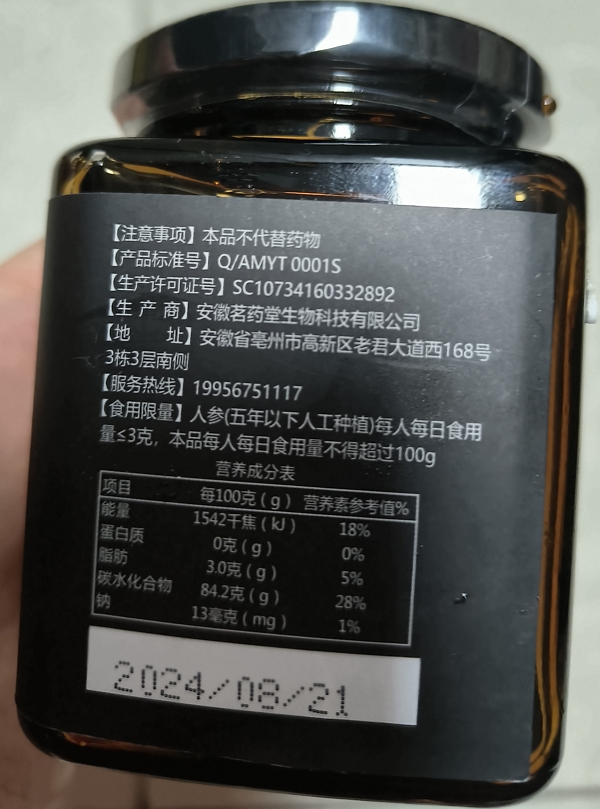 【注意事项】本品不代替药物
【产品标准号】Q/AMYT 0001S
【生产许可证号】SC10734160332892
【生 产 商】安徽茗药堂生物科技有限公司
【地 址】安徽省亳州市高新区老君大道西168号
3栋3层南侧
【服务热线】19956751117
【食用限量】人参(五年以下人工种植)每人每日食用
量≤3克，本品每人每日食用量不得超过100g
营养成分表
项目 每100克(g) 营养素参考值%
能量 1542千焦(kJ) 18%
蛋白质 0克(g) 0%
脂肪 3.0克(g) 5%
碳水化合物 84.2克(g) 28%
钠 13毫克(mg) 1%
2024/08/21